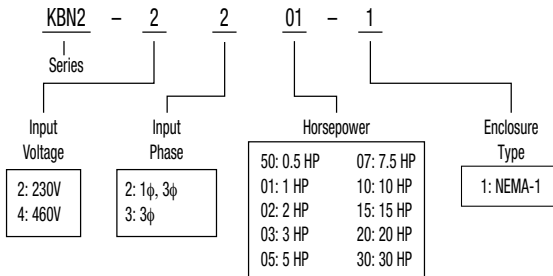 KBN2 – 2 2 01 – 1
Series
Input Voltage
2: 230V
4: 460V
Input Phase
2: 1ϕ, 3ϕ
3: 3ϕ
Horsepower
50: 0.5 HP 07: 7.5 HP
01: 1 HP 10: 10 HP
02: 2 HP 15: 15 HP
03: 3 HP 20: 20 HP
05: 5 HP 30: 30 HP
Enclosure Type
1: NEMA-1